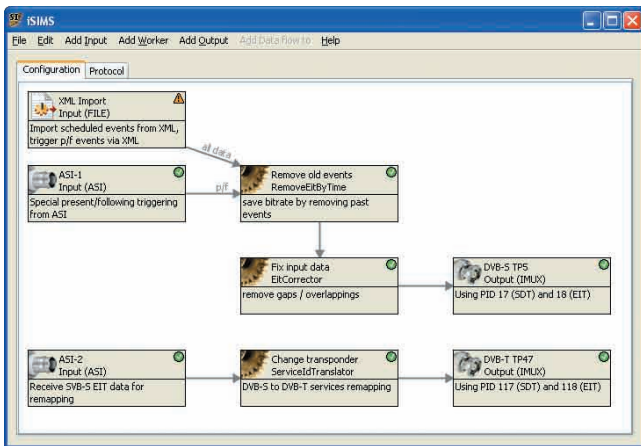 iSIMS
File Edit Add Input Add Worker Add Output Add Data flow to Help
Configuration Protocol
XML Import
Input (FILE)
Import scheduled events from XML,
trigger p/f events via XML
all data
ASI-1
Input (ASI)
Special present/following triggering
from ASI
p/f
Remove old events
RemoveEitByTime
save bitrate by removing past
events
Fix input data
EitCorrector
remove gaps / overlappings
DVB-S TP5
Output (IMUX)
Using PID 17 (SDT) and 18 (EIT)
ASI-2
Input (ASI)
Receive SVB-S EIT data for
remapping
Change transponder
ServiceIdTranslator
DVB-S to DVB-T services remapping
DVB-T TP47
Output (IMUX)
Using PID 117 (SDT) and 118 (EIT)